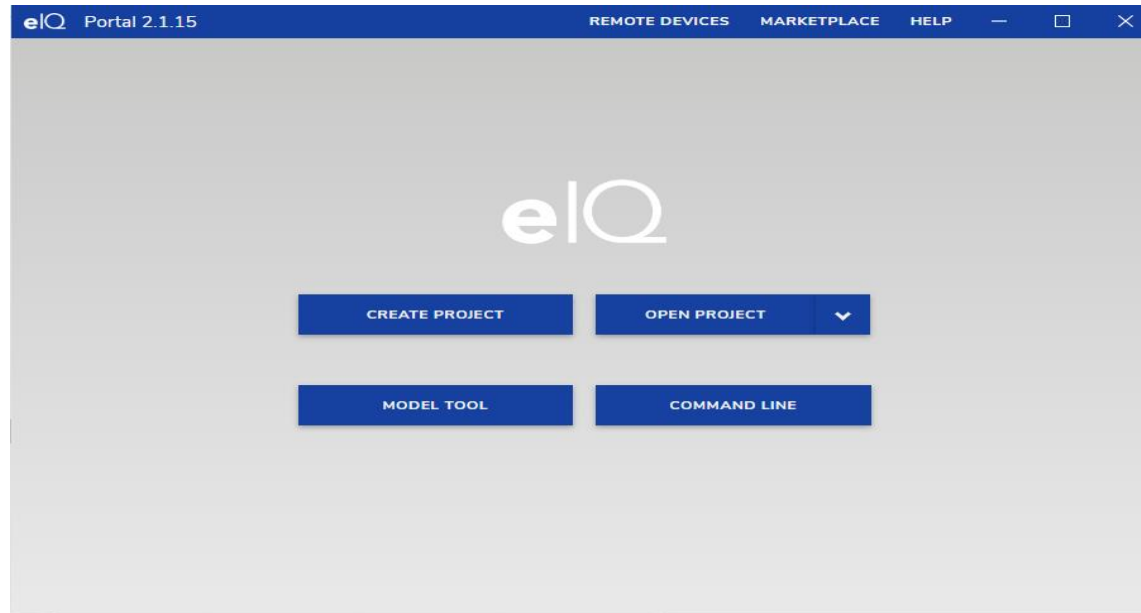 eIQ Portal 2.1.15 REMOTE DEVICES MARKETPLACE HELP
eIQ
CREATE PROJECT OPEN PROJECT
MODEL TOOL COMMAND LINE